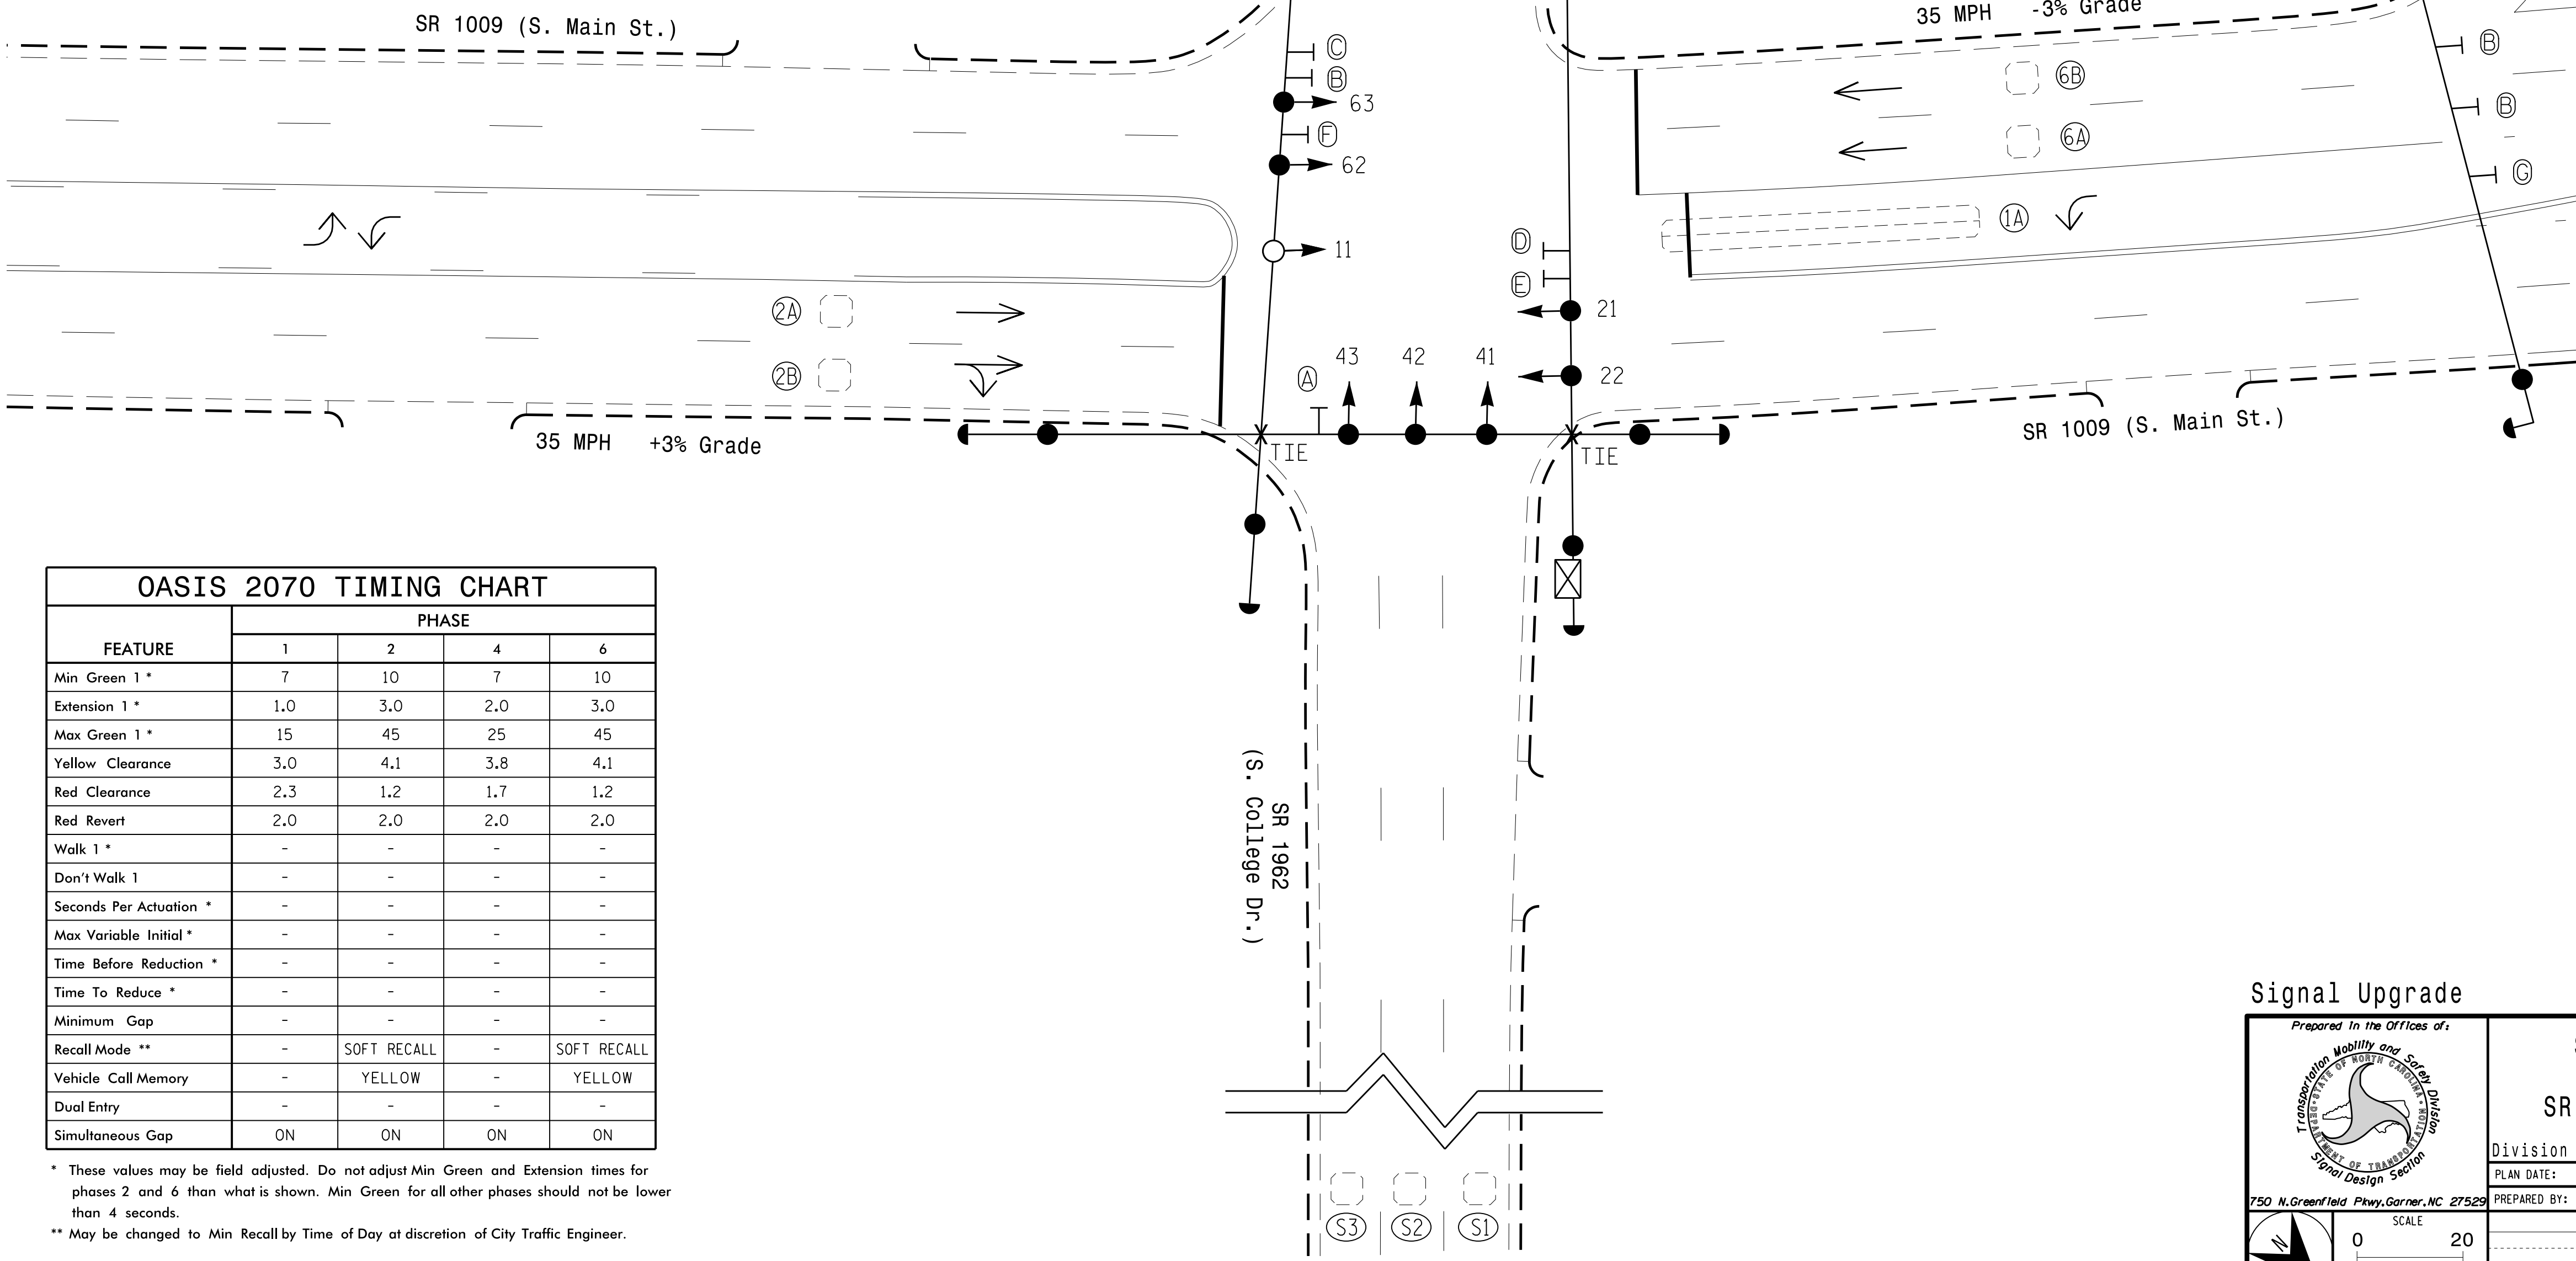 SR 1009 (S. Main St.)
35 MPH -3% Grade
C
B
63
F
62
11
6B
6A
1A
B
B
G
D
E
21
22
2A
2B
A
43 42 41
TIE
TIE
35 MPH +3% Grade
SR 1009 (S. Main St.)
OASIS 2070 TIMING CHART
FEATURE PHASE
1 2 4 6
Min Green 1 * 7 10 7 10
Extension 1 * 1.0 3.0 2.0 3.0
Max Green 1 * 15 45 25 45
Yellow Clearance 3.0 4.1 3.8 4.1
Red Clearance 2.3 1.2 1.7 1.2
Red Revert 2.0 2.0 2.0 2.0
Walk 1 * - - - -
Don't Walk 1 - - - -
Seconds Per Actuation * - - - -
Max Variable Initial * - - - -
Time Before Reduction * - - - -
Time To Reduce * - - - -
Minimum Gap - - - -
Recall Mode ** - SOFT RECALL - SOFT RECALL
Vehicle Call Memory - YELLOW - YELLOW
Dual Entry - - - -
Simultaneous Gap ON ON ON ON
* These values may be field adjusted. Do not adjust Min Green and Extension times for
phases 2 and 6 than what is shown. Min Green for all other phases should not be lower
than 4 seconds.
** May be changed to Min Recall by Time of Day at discretion of City Traffic Engineer.
SR 1962
(S. College Dr.)
S3 S2 S1
Signal Upgrade
Prepared in the Offices of:
Transportation Mobility and Safety Division
STATE OF NORTH CAROLINA
DEPARTMENT OF TRANSPORTATION
Signal Design Section
750 N.Greenfield Pkwy,Garner,NC 27529
SR
Division
PLAN DATE:
PREPARED BY:
N
SCALE
0 20